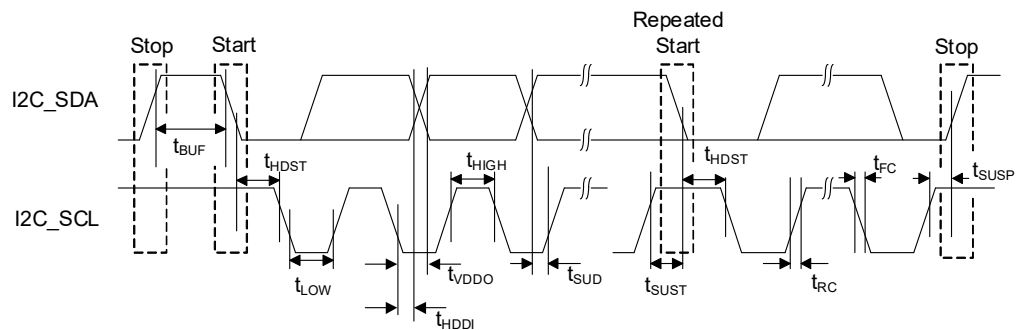 Repeated
Stop Start Start Stop
I2C_SDA
tBUF tHDST tHIGH tHDST tFC tSUSP
I2C_SCL
tLOW tVDDO tSUD tSUST tRC
tHDDI